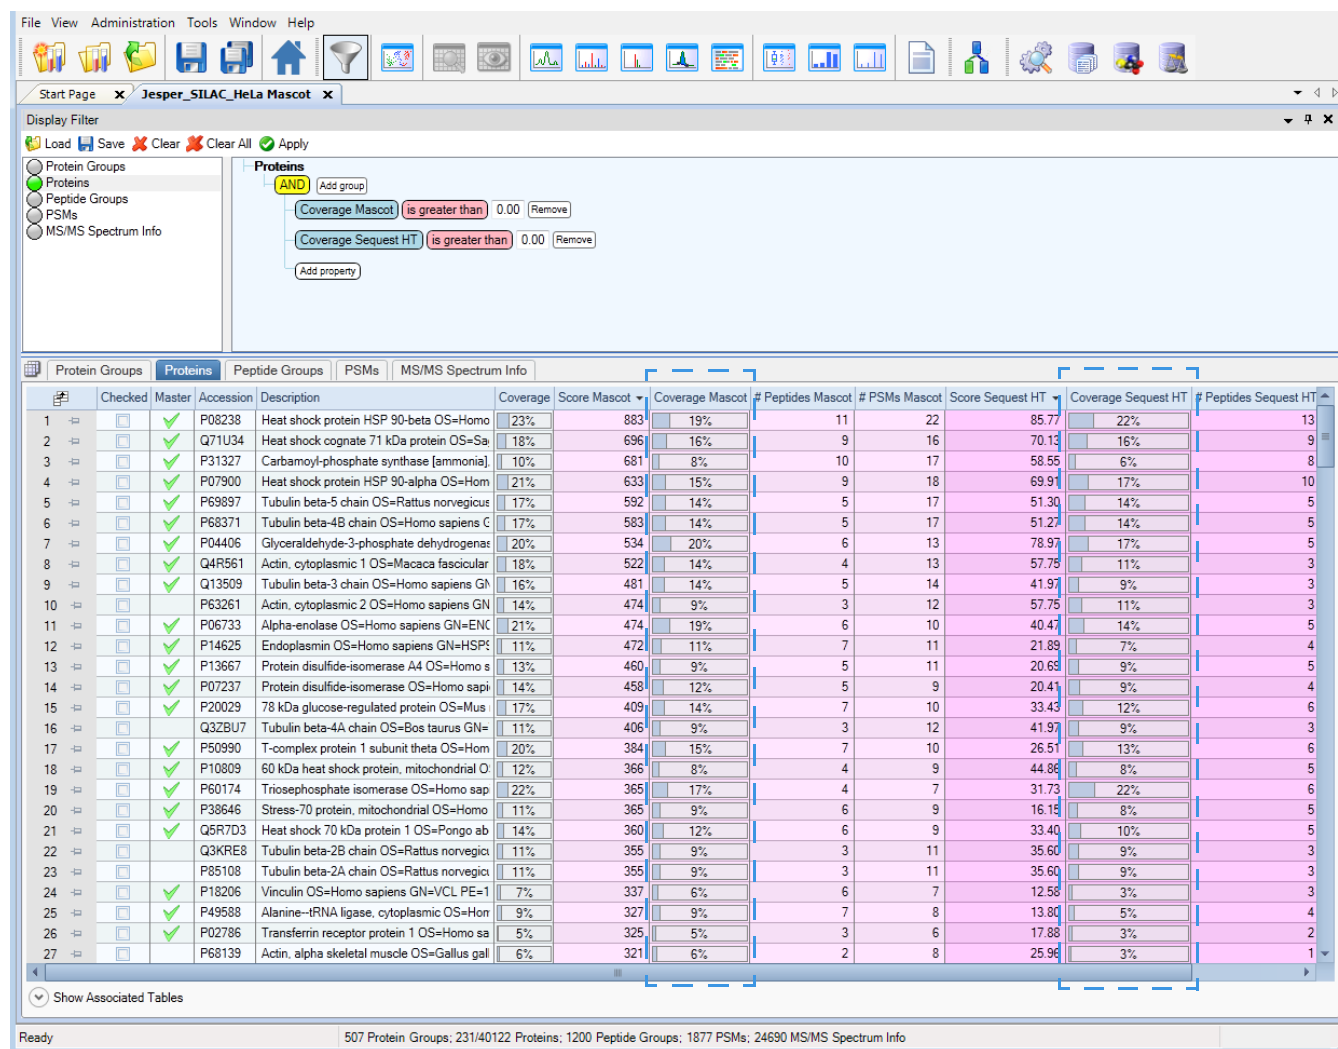 File View Administration Tools Window Help
Start Page x Jesper_SILAC_HeLa Mascot x
Display Filter
Load Save Clear Clear All Apply
Protein Groups
Proteins
Peptide Groups
PSMs
MS/MS Spectrum Info
Proteins
AND Add group
Coverage Mascot is greater than 0.00 Remove
Coverage Sequest HT is greater than 0.00 Remove
Add property
Protein Groups Proteins Peptide Groups PSMs MS/MS Spectrum Info
Checked Master Accession Description Coverage Score Mascot Coverage Mascot # Peptides Mascot # PSMs Mascot Score Sequest HT Coverage Sequest HT # Peptides Sequest HT
1 P08238 Heat shock protein HSP 90-beta OS=Homo 23% 883 19% 11 22 85.77 22% 13
2 Q71U34 Heat shock cognate 71 kDa protein OS=Sa 18% 696 16% 9 16 70.13 16% 9
3 P31327 Carbamoyl-phosphate synthase [ammonia], 10% 681 8% 10 17 58.55 6% 8
4 P07900 Heat shock protein HSP 90-alpha OS=Hom 21% 633 15% 9 18 69.91 17% 10
5 P69897 Tubulin beta-5 chain OS=Rattus norvegicus 17% 592 14% 5 17 51.30 14% 5
6 P68371 Tubulin beta-4B chain OS=Homo sapiens G 17% 583 14% 5 17 51.27 14% 5
7 P04406 Glyceraldehyde-3-phosphate dehydrogenas 20% 534 20% 6 13 78.97 17% 5
8 Q4R561 Actin, cytoplasmic 1 OS=Macaca fascicular 18% 522 14% 4 13 57.75 11% 3
9 Q13509 Tubulin beta-3 chain OS=Homo sapiens GN 16% 481 14% 5 14 41.97 9% 3
10 P63261 Actin, cytoplasmic 2 OS=Homo sapiens GN 14% 474 9% 3 12 57.75 11% 3
11 P06733 Alpha-enolase OS=Homo sapiens GN=ENO 21% 474 19% 6 10 40.47 14% 5
12 P14625 Endoplasmin OS=Homo sapiens GN=HSP9 11% 472 11% 7 11 21.89 7% 4
13 P13667 Protein disulfide-isomerase A4 OS=Homo s 13% 460 9% 5 11 20.69 9% 5
14 P07237 Protein disulfide-isomerase OS=Homo sapi 14% 458 12% 5 9 20.41 9% 4
15 P20029 78 kDa glucose-regulated protein OS=Mus 17% 409 14% 7 10 33.43 12% 6
16 Q3ZBU7 Tubulin beta-4A chain OS=Bos taurus GN= 11% 406 9% 3 12 41.97 9% 3
17 P50990 T-complex protein 1 subunit theta OS=Hom 20% 384 15% 7 10 26.51 13% 6
18 P10809 60 kDa heat shock protein, mitochondrial O 12% 366 8% 4 9 44.86 8% 5
19 P60174 Triosephosphate isomerase OS=Homo sap 22% 365 17% 4 7 31.73 22% 6
20 P38646 Stress-70 protein, mitochondrial OS=Homo 11% 365 9% 6 9 16.15 8% 5
21 Q5R7D3 Heat shock 70 kDa protein 1 OS=Pongo ab 14% 360 12% 6 9 33.40 10% 5
22 Q3KRE8 Tubulin beta-2B chain OS=Rattus norvegicu 11% 355 9% 3 11 35.60 9% 3
23 P85108 Tubulin beta-2A chain OS=Rattus norvegicu 11% 355 9% 3 11 35.60 9% 3
24 P18206 Vinculin OS=Homo sapiens GN=VCL PE=1 7% 337 6% 6 7 12.58 3% 3
25 P49588 Alanine--tRNA ligase, cytoplasmic OS=Hom 9% 327 9% 7 8 13.80 5% 4
26 P02786 Transferrin receptor protein 1 OS=Homo sa 5% 325 5% 3 6 17.88 3% 2
27 P68139 Actin, alpha skeletal muscle OS=Gallus gal 6% 321 6% 2 8 25.96 3% 1
Show Associated Tables
Ready 507 Protein Groups; 231/40122 Proteins; 1200 Peptide Groups; 1877 PSMs; 24690 MS/MS Spectrum Info